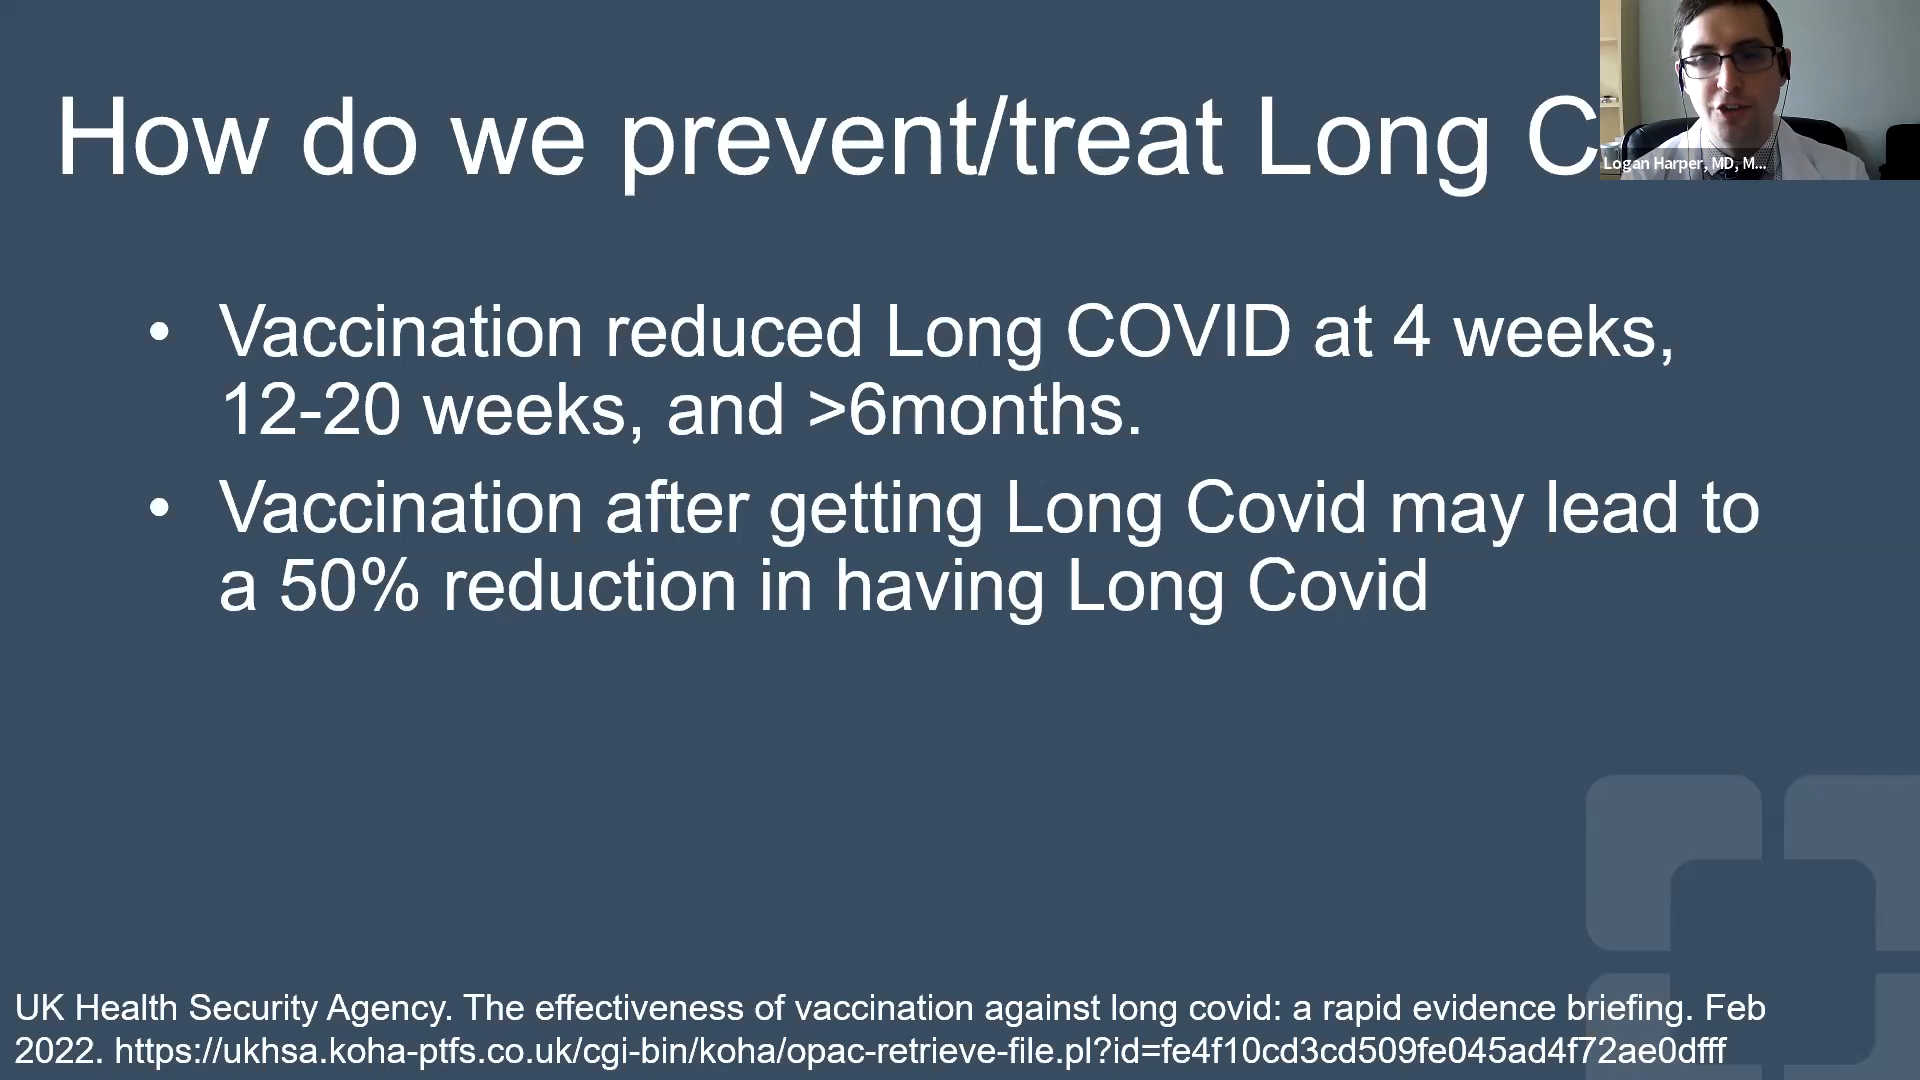 How do we prevent/treat Long C
Logan Harper, MD, M...
• Vaccination reduced Long COVID at 4 weeks,
12-20 weeks, and >6months.
• Vaccination after getting Long Covid may lead to
a 50% reduction in having Long Covid
UK Health Security Agency. The effectiveness of vaccination against long covid: a rapid evidence briefing. Feb
2022. https://ukhsa.koha-ptfs.co.uk/cgi-bin/koha/opac-retrieve-file.pl?id=fe4f10cd3cd509fe045ad4f72ae0dfff